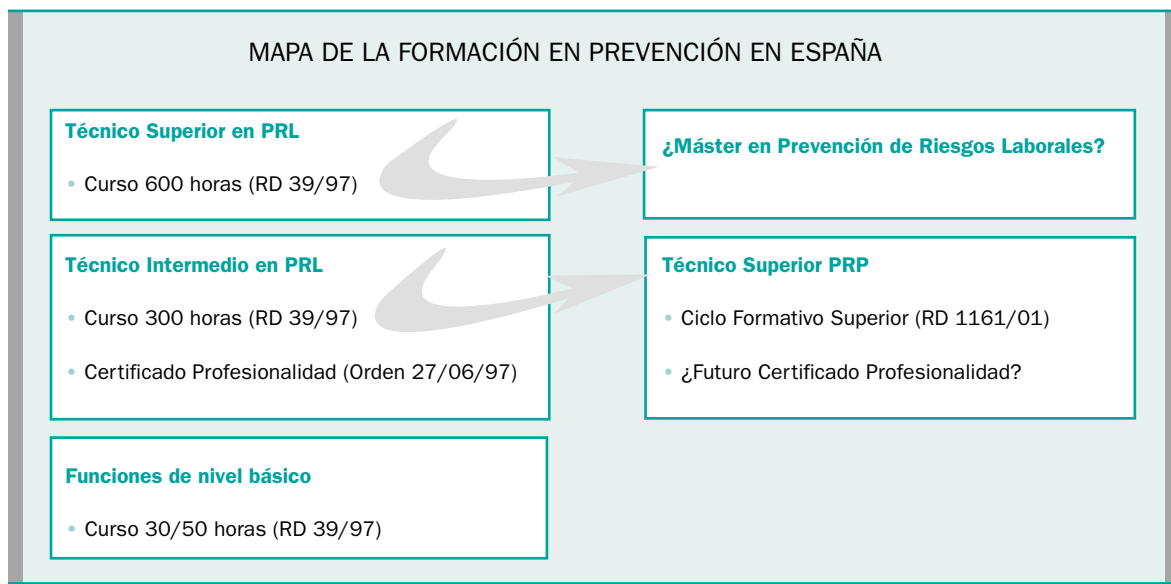 MAPA DE LA FORMACIÓN EN PREVENCIÓN EN ESPAÑA
Técnico Superior en PRL
• Curso 600 horas (RD 39/97)
¿Máster en Prevención de Riesgos Laborales?
Técnico Intermedio en PRL
• Curso 300 horas (RD 39/97)
• Certificado Profesionalidad (Orden 27/06/97)
Técnico Superior PRP
• Ciclo Formativo Superior (RD 1161/01)
• ¿Futuro Certificado Profesionalidad?
Funciones de nivel básico
• Curso 30/50 horas (RD 39/97)